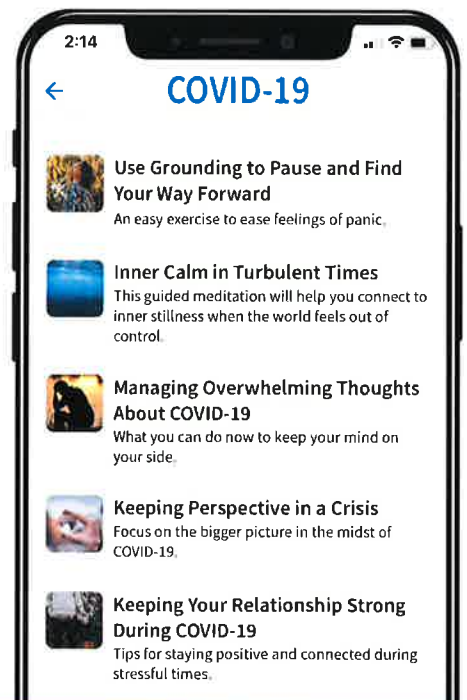 2:14
COVID-19
Use Grounding to Pause and Find
Your Way Forward
An easy exercise to ease feelings of panic.
Inner Calm in Turbulent Times
This guided meditation will help you connect to
inner stillness when the world feels out of
control.
Managing Overwhelming Thoughts
About COVID-19
What you can do now to keep your mind on
your side.
Keeping Perspective in a Crisis
Focus on the bigger picture in the midst of
COVID-19.
Keeping Your Relationship Strong
During COVID-19
Tips for staying positive and connected during
stressful times.